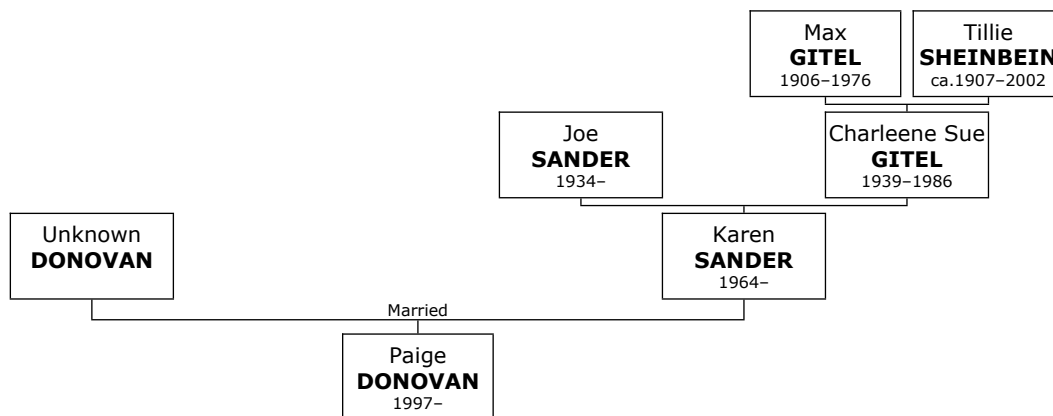 Max
GITEL
1906–1976
Tillie
SHEINBEIN
ca.1907–2002
Joe
SANDER
1934–
Charleene Sue
GITEL
1939–1986
Unknown
DONOVAN
Karen
SANDER
1964–
Married
Paige
DONOVAN
1997–